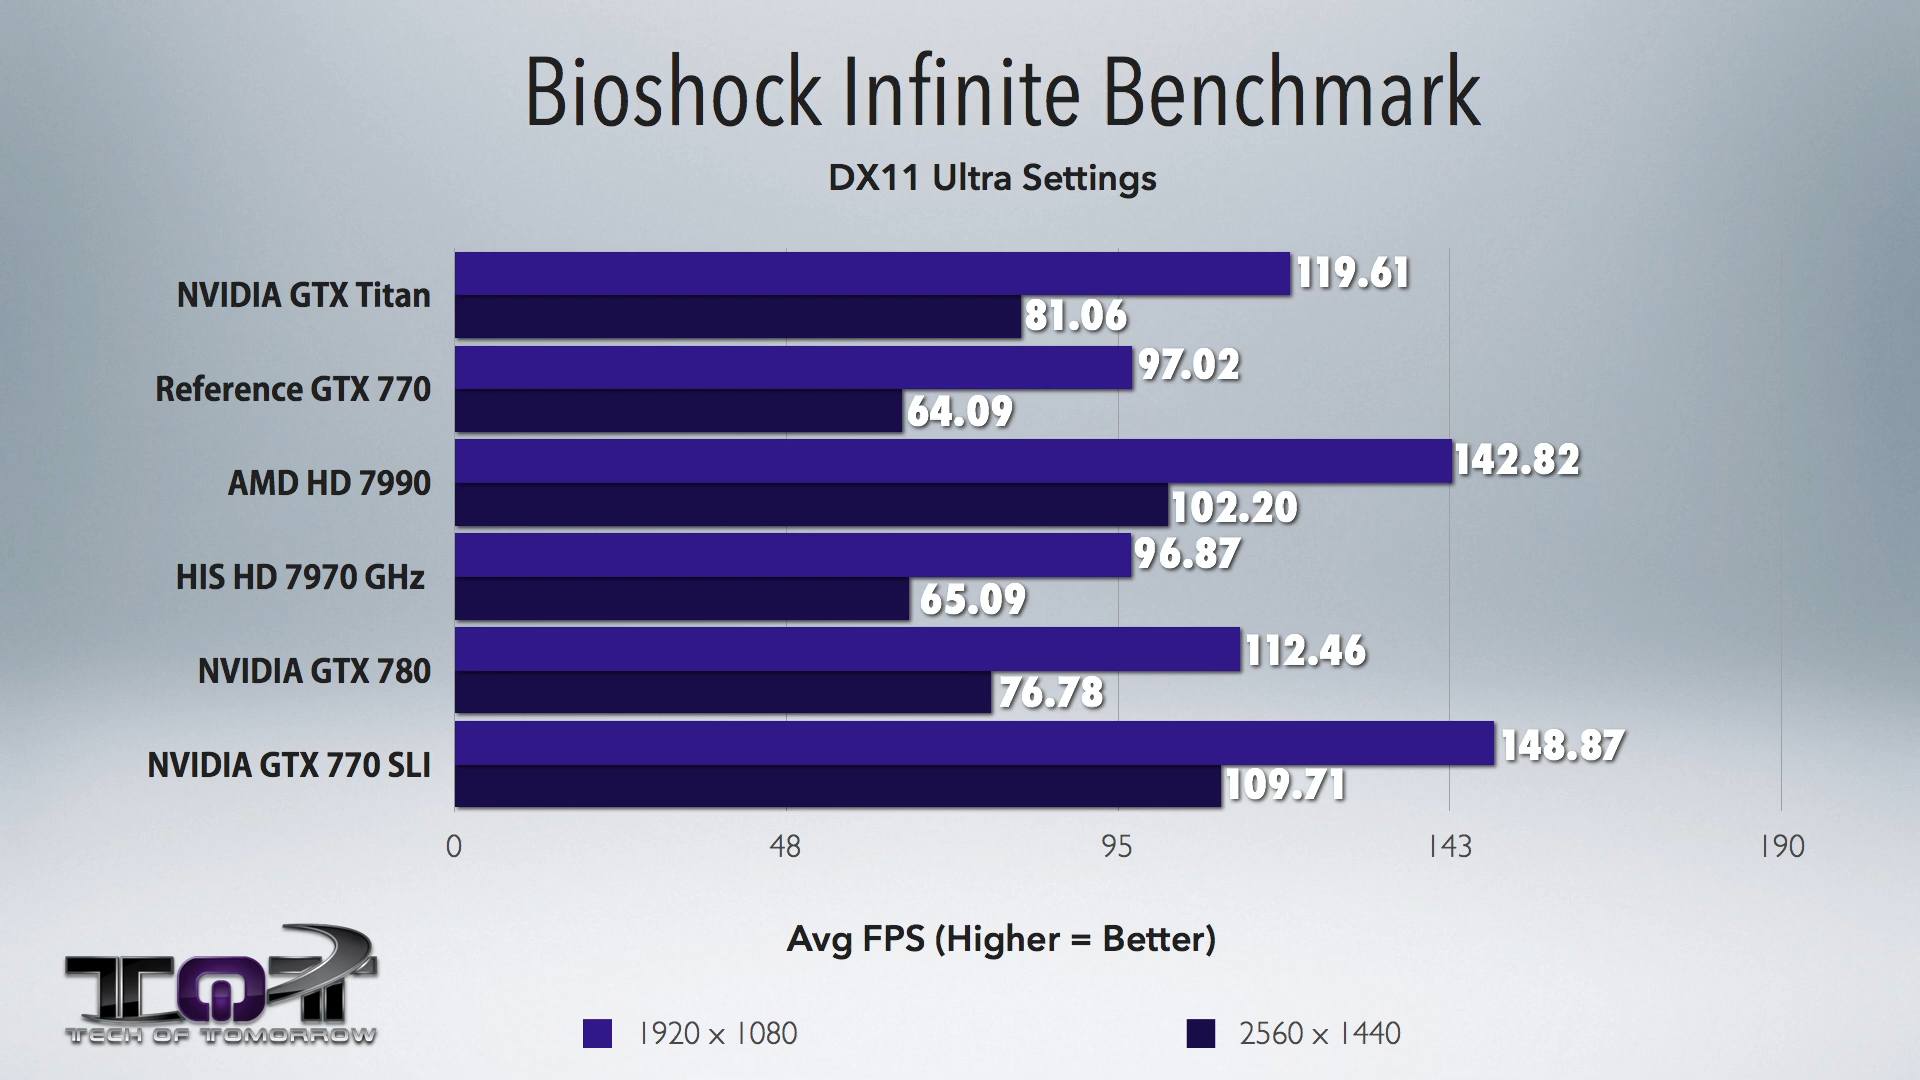 Bioshock Infinite Benchmark
DX11 Ultra Settings
NVIDIA GTX Titan
119.61
81.06
Reference GTX 770
97.02
64.09
AMD HD 7990
142.82
102.20
HIS HD 7970 GHz
96.87
65.09
NVIDIA GTX 780
112.46
76.78
NVIDIA GTX 770 SLI
148.87
109.71
0 48 95 143 190
Avg FPS (Higher = Better)
TOT
TECH OF TOMORROW
1920 x 1080
2560 x 1440